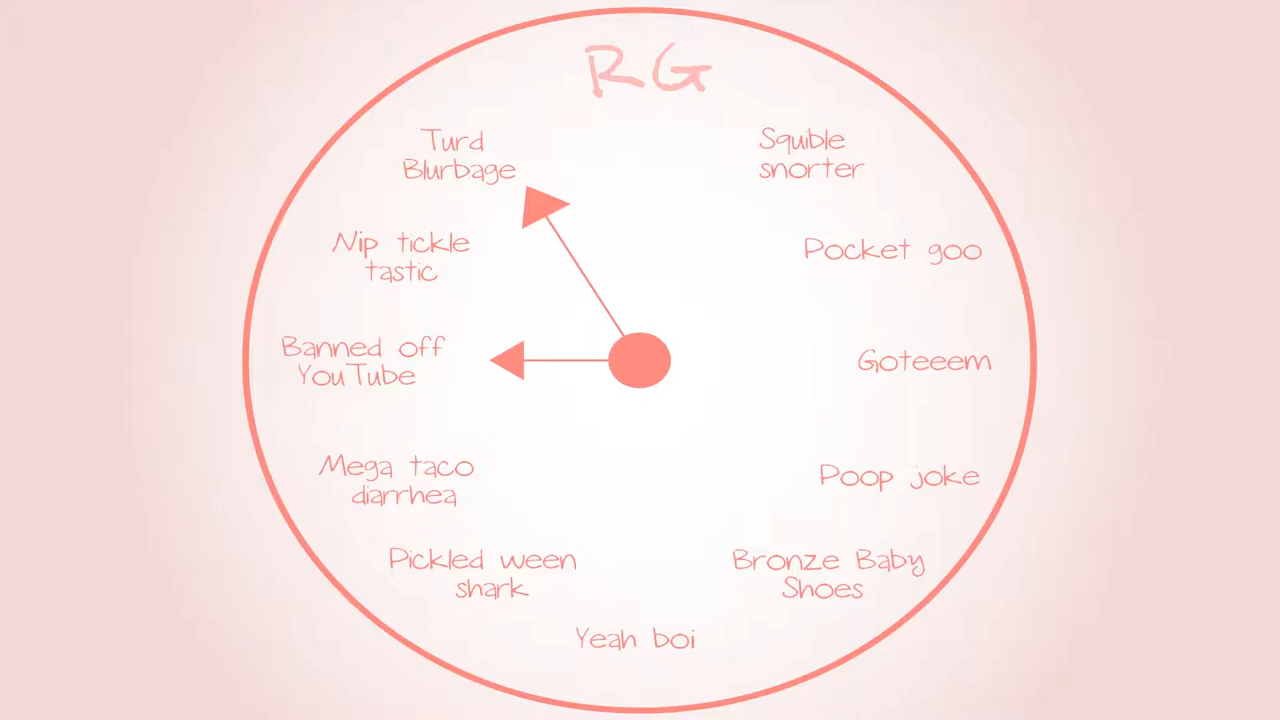 RG
Turd
Blurbage
Squible
snorter
Nip tickle
tastic
Pocket goo
Banned off
YouTube
Goteeem
Mega taco
diarrhea
Poop joke
Pickled ween
shark
Bronze Baby
Shoes
Yeah boi